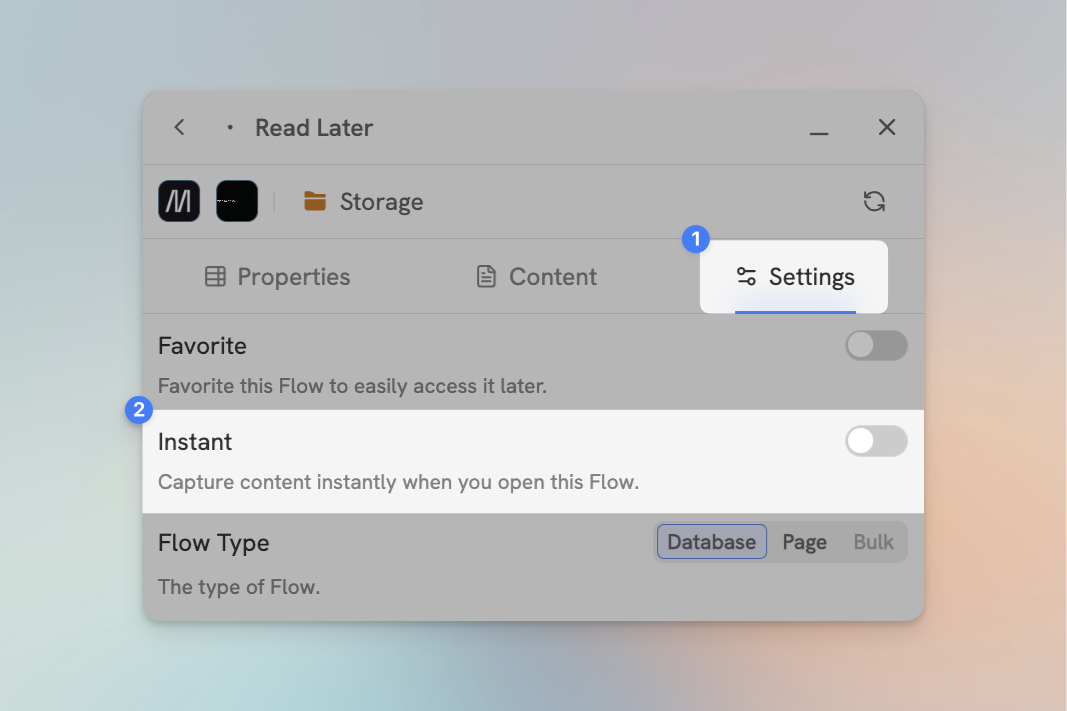 Read Later
Storage
1
Properties
Content
Settings
Favorite
Favorite this Flow to easily access it later.
2
Instant
Capture content instantly when you open this Flow.
Flow Type
Database
Page
Bulk
The type of Flow.